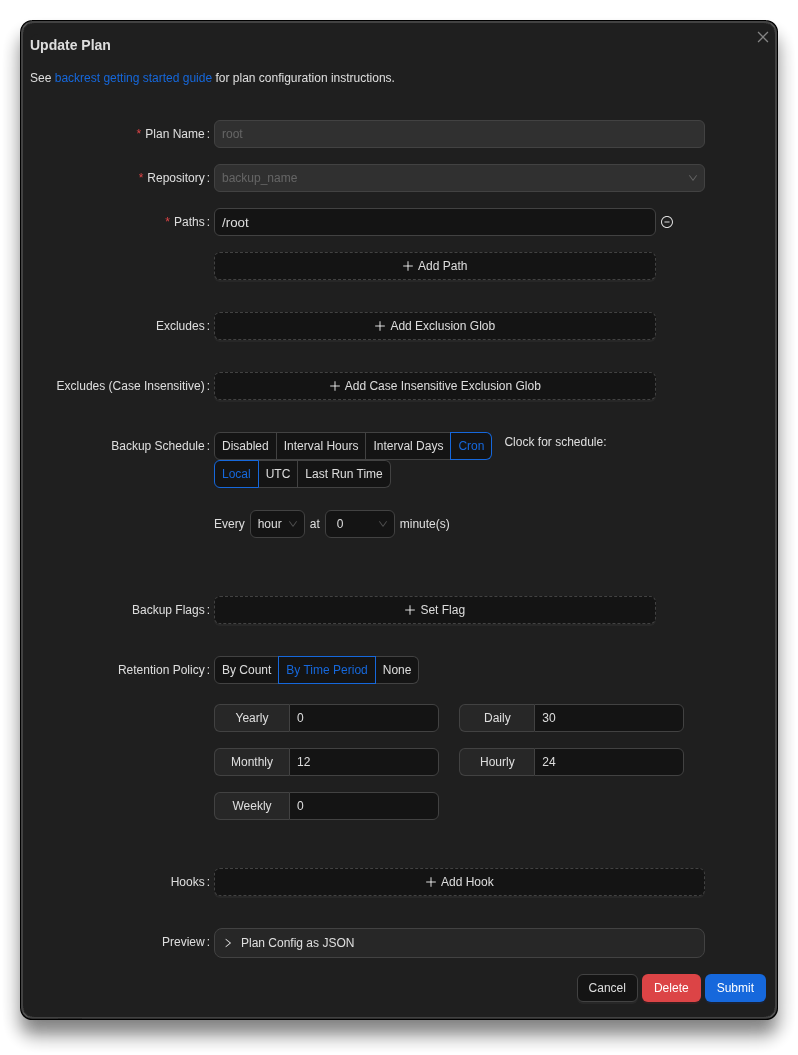 Update Plan
See backrest getting started guide for plan configuration instructions.
* Plan Name: root
* Repository: backup_name
* Paths: /root
Add Path
Excludes: Add Exclusion Glob
Excludes (Case Insensitive): Add Case Insensitive Exclusion Glob
Backup Schedule: Disabled Interval Hours Interval Days Cron Clock for schedule:
Local UTC Last Run Time
Every hour at 0 minute(s)
Backup Flags: Set Flag
Retention Policy: By Count By Time Period None
Yearly 0 Daily 30
Monthly 12 Hourly 24
Weekly 0
Hooks: Add Hook
Preview: Plan Config as JSON
Cancel Delete Submit